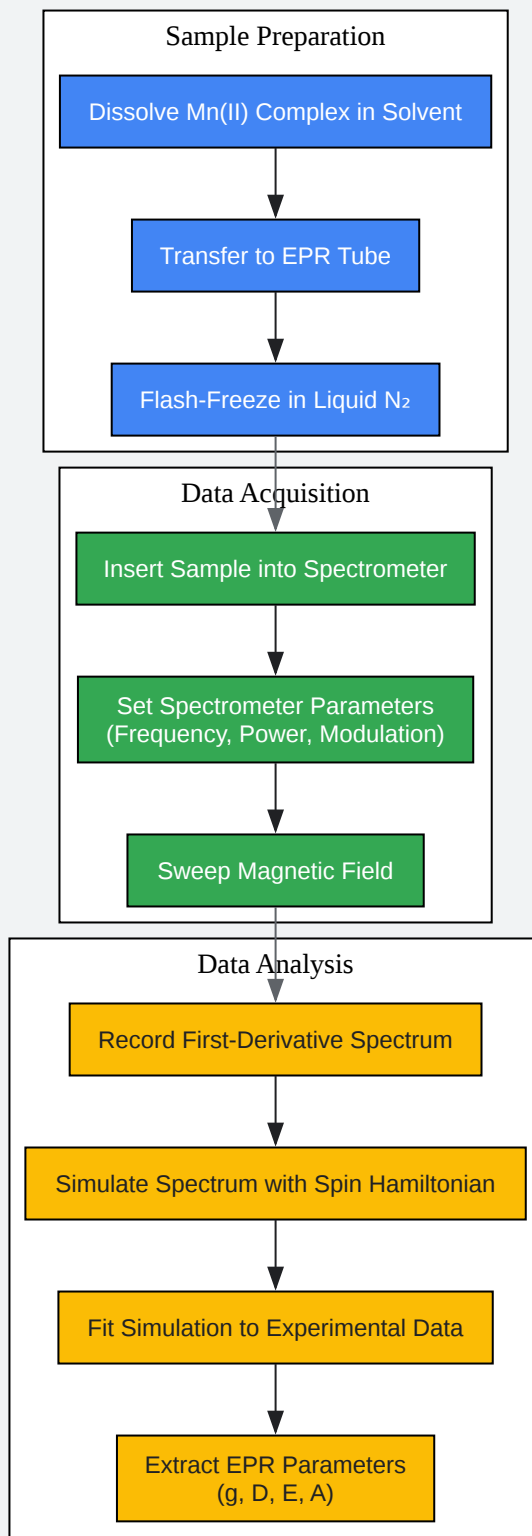 Sample Preparation
Dissolve Mn(II) Complex in Solvent
Transfer to EPR Tube
Flash-Freeze in Liquid N₂
Data Acquisition
Insert Sample into Spectrometer
Set Spectrometer Parameters
(Frequency, Power, Modulation)
Sweep Magnetic Field
Data Analysis
Record First-Derivative Spectrum
Simulate Spectrum with Spin Hamiltonian
Fit Simulation to Experimental Data
Extract EPR Parameters
(g, D, E, A)